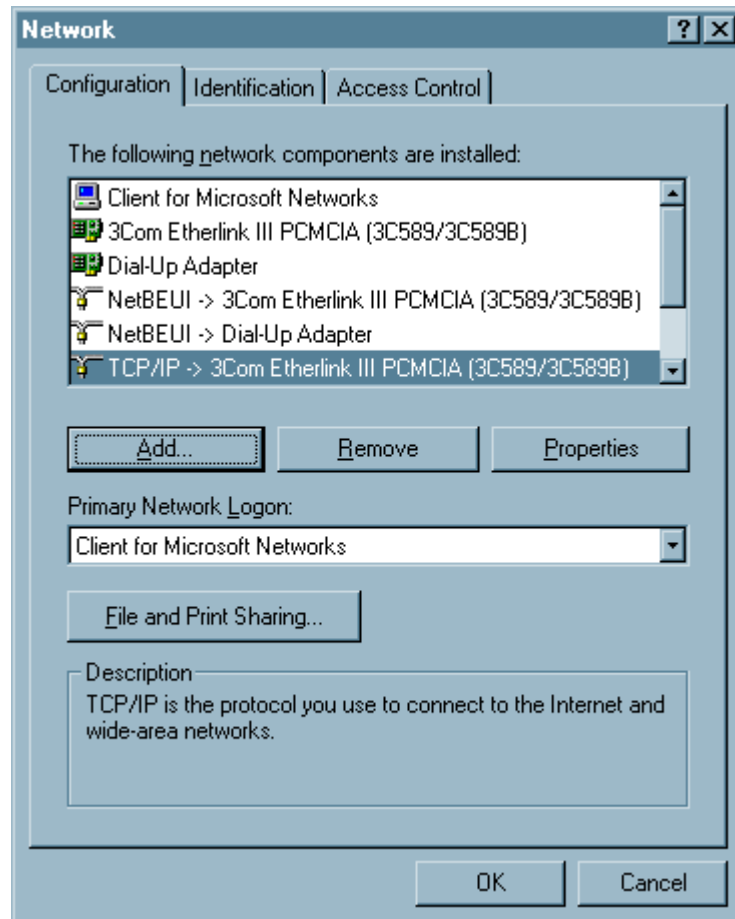 Network
Configuration Identification Access Control
The following network components are installed:
Client for Microsoft Networks
3Com Etherlink III PCMCIA (3C589/3C589B)
Dial-Up Adapter
NetBEUI -> 3Com Etherlink III PCMCIA (3C589/3C589B)
NetBEUI -> Dial-Up Adapter
TCP/IP -> 3Com Etherlink III PCMCIA (3C589/3C589B)
Add... Remove Properties
Primary Network Logon:
Client for Microsoft Networks
File and Print Sharing...
Description
TCP/IP is the protocol you use to connect to the Internet and
wide-area networks.
OK Cancel